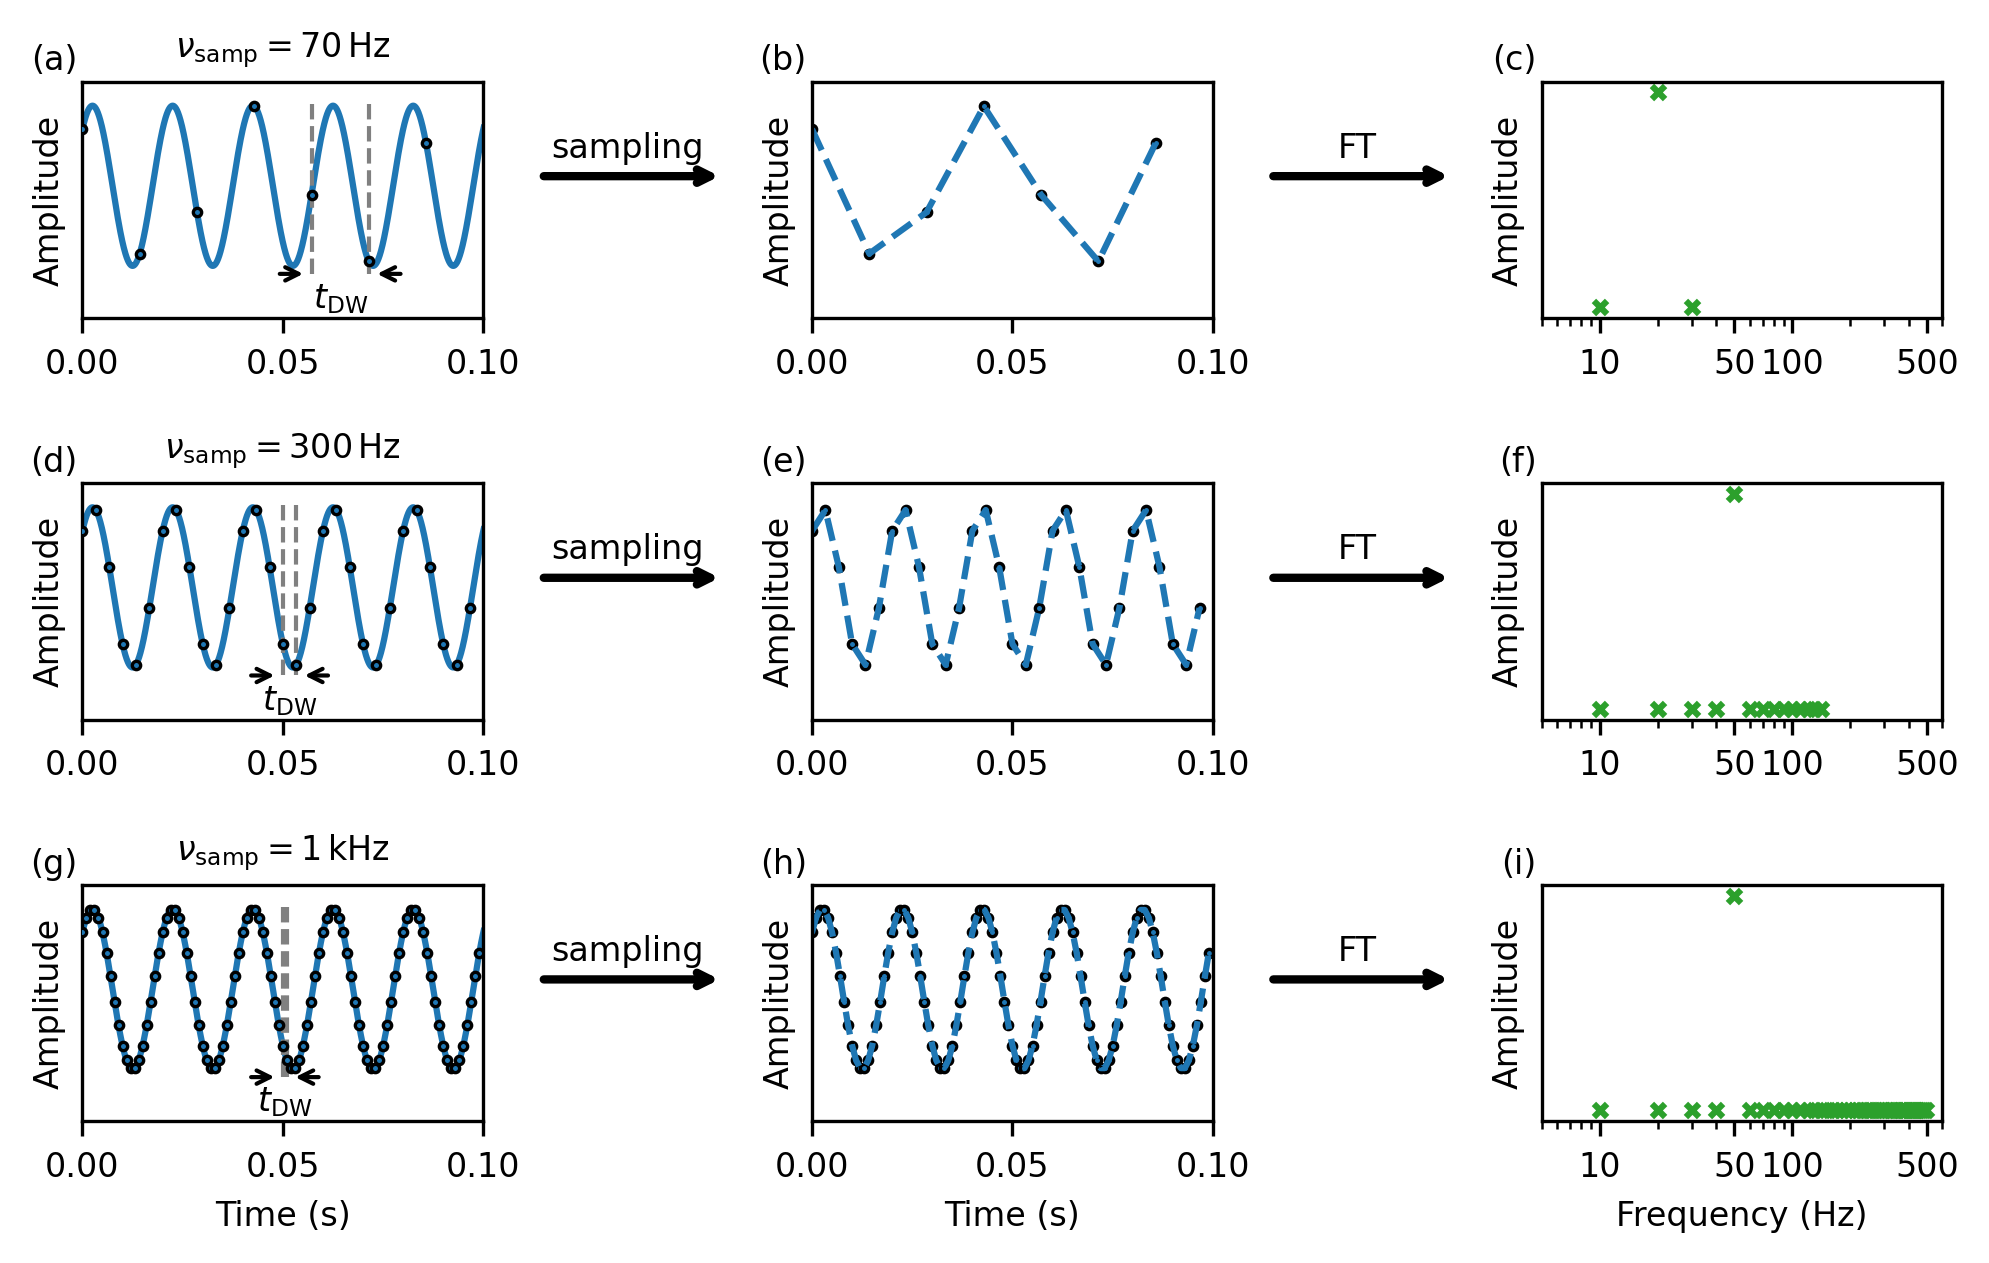 (a)
ν_samp = 70 Hz
(b)
(c)
Amplitude
t_DW
sampling
Amplitude
FT
Amplitude
0.00 0.05 0.10
0.00 0.05 0.10
10 50 100 500
(d)
ν_samp = 300 Hz
(e)
(f)
Amplitude
t_DW
sampling
Amplitude
FT
Amplitude
0.00 0.05 0.10
0.00 0.05 0.10
10 50 100 500
(g)
ν_samp = 1 kHz
(h)
(i)
Amplitude
t_DW
sampling
Amplitude
FT
Amplitude
0.00 0.05 0.10
0.00 0.05 0.10
10 50 100 500
Time (s)
Time (s)
Frequency (Hz)